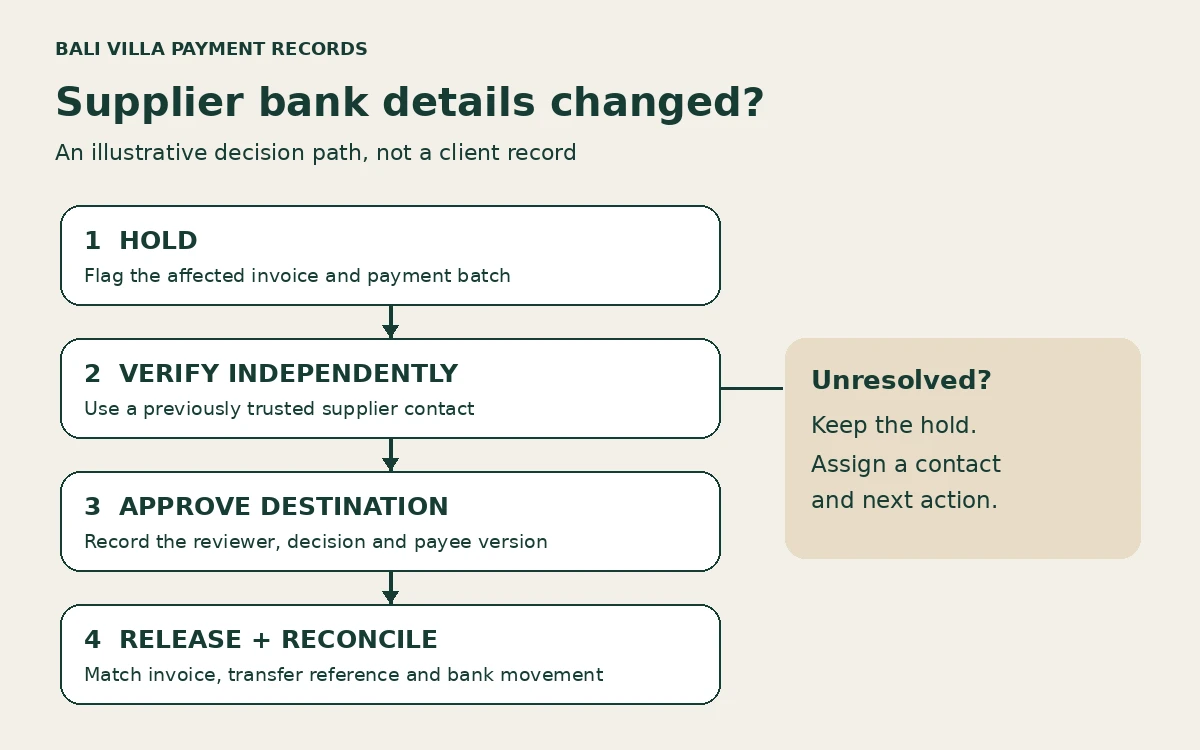 BALI VILLA PAYMENT RECORDS
Supplier bank details changed?
An illustrative decision path, not a client record
1 HOLD
Flag the affected invoice and payment batch
2 VERIFY INDEPENDENTLY
Use a previously trusted supplier contact
Unresolved?
Keep the hold.
Assign a contact
and next action.
3 APPROVE DESTINATION
Record the reviewer, decision and payee version
4 RELEASE + RECONCILE
Match invoice, transfer reference and bank movement